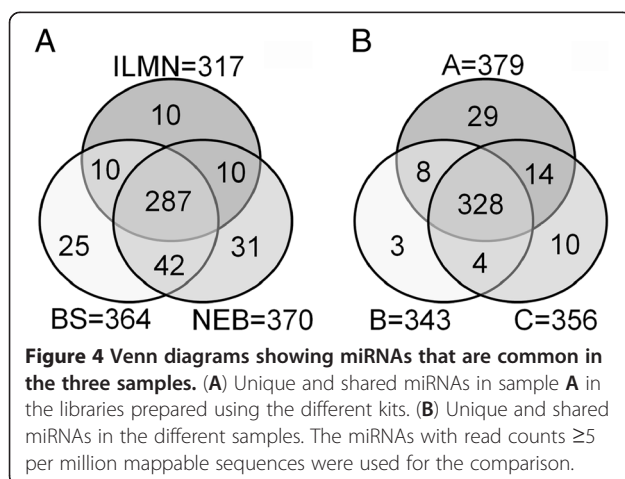 A
B
ILMN=317
A=379
10
29
10
10
8
14
287
328
25
31
3
10
42
4
BS=364
NEB=370
B=343
C=356
Figure 4 Venn diagrams showing miRNAs that are common in
the three samples. (A) Unique and shared miRNAs in sample A in
the libraries prepared using the different kits. (B) Unique and shared
miRNAs in the different samples. The miRNAs with read counts ≥5
per million mappable sequences were used for the comparison.